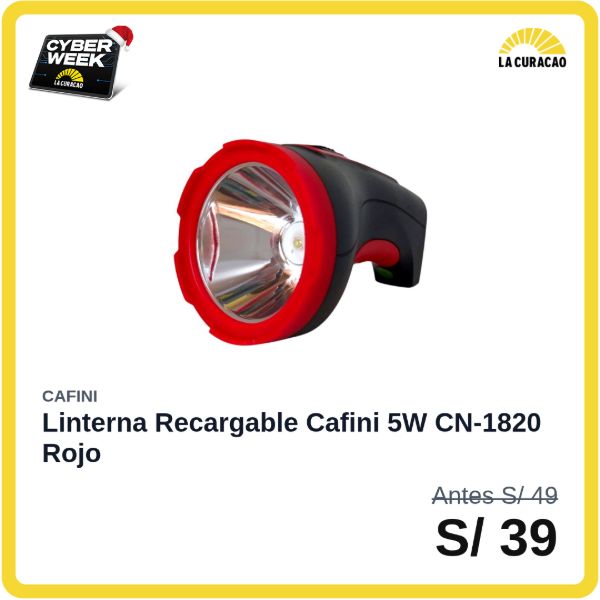 CYBER
WEEK
LA CURACAO
LA CURACAO
CAFINI
Linterna Recargable Cafini 5W CN-1820
Rojo
Antes S/ 49
S/ 39